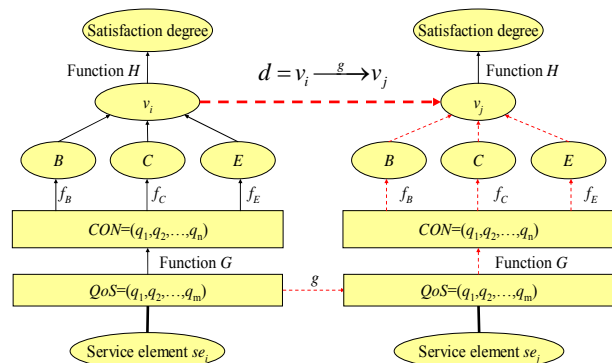 Satisfaction degree Satisfaction degree
Function H Function H
d = v_i —g→ v_j
v_i v_j
B C E B C E
f_B f_C f_E f_B f_C f_E
CON=(q_1,q_2,…,q_n) CON=(q_1,q_2,…,q_n)
Function G Function G
g
QoS=(q_1,q_2,…,q_m) QoS=(q_1,q_2,…,q_m)
Service element se_i Service element se_j